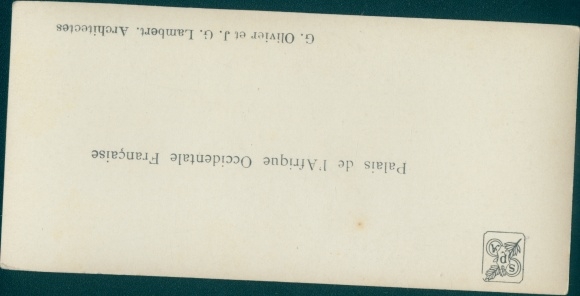 Palais de l'Afrique Occidentale Française
G. Olivier et J. G. Lambert. Architectes